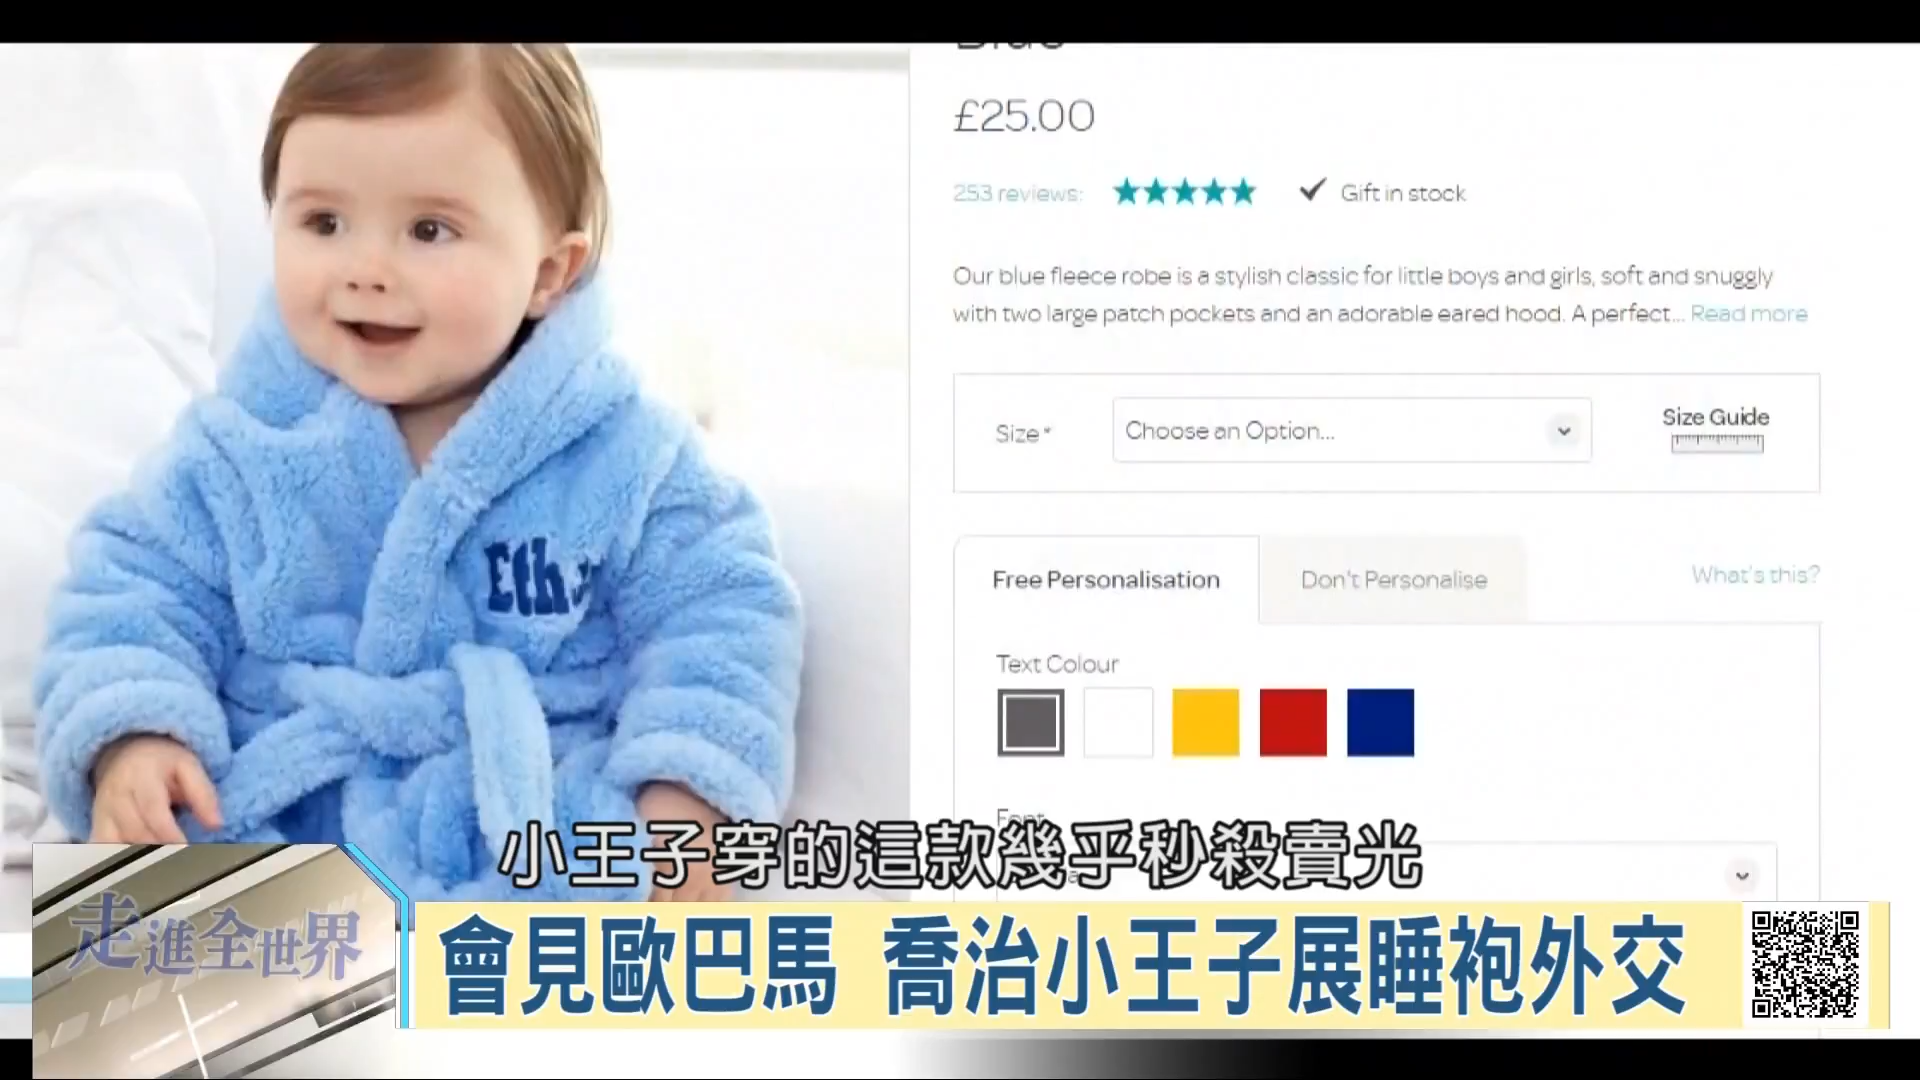 £25.00
253 reviews:
Gift in stock
Our blue fleece robe is a stylish classic for little boys and girls, soft and snuggly
with two large patch pockets and an adorable eared hood. A perfect... Read more
Size*
Choose an Option...
Size Guide
Free Personalisation
Don't Personalise
What's this?
Text Colour
Font
小王子穿的這款幾乎秒殺賣光
走進全世界
會見歐巴馬 喬治小王子展睡袍外交